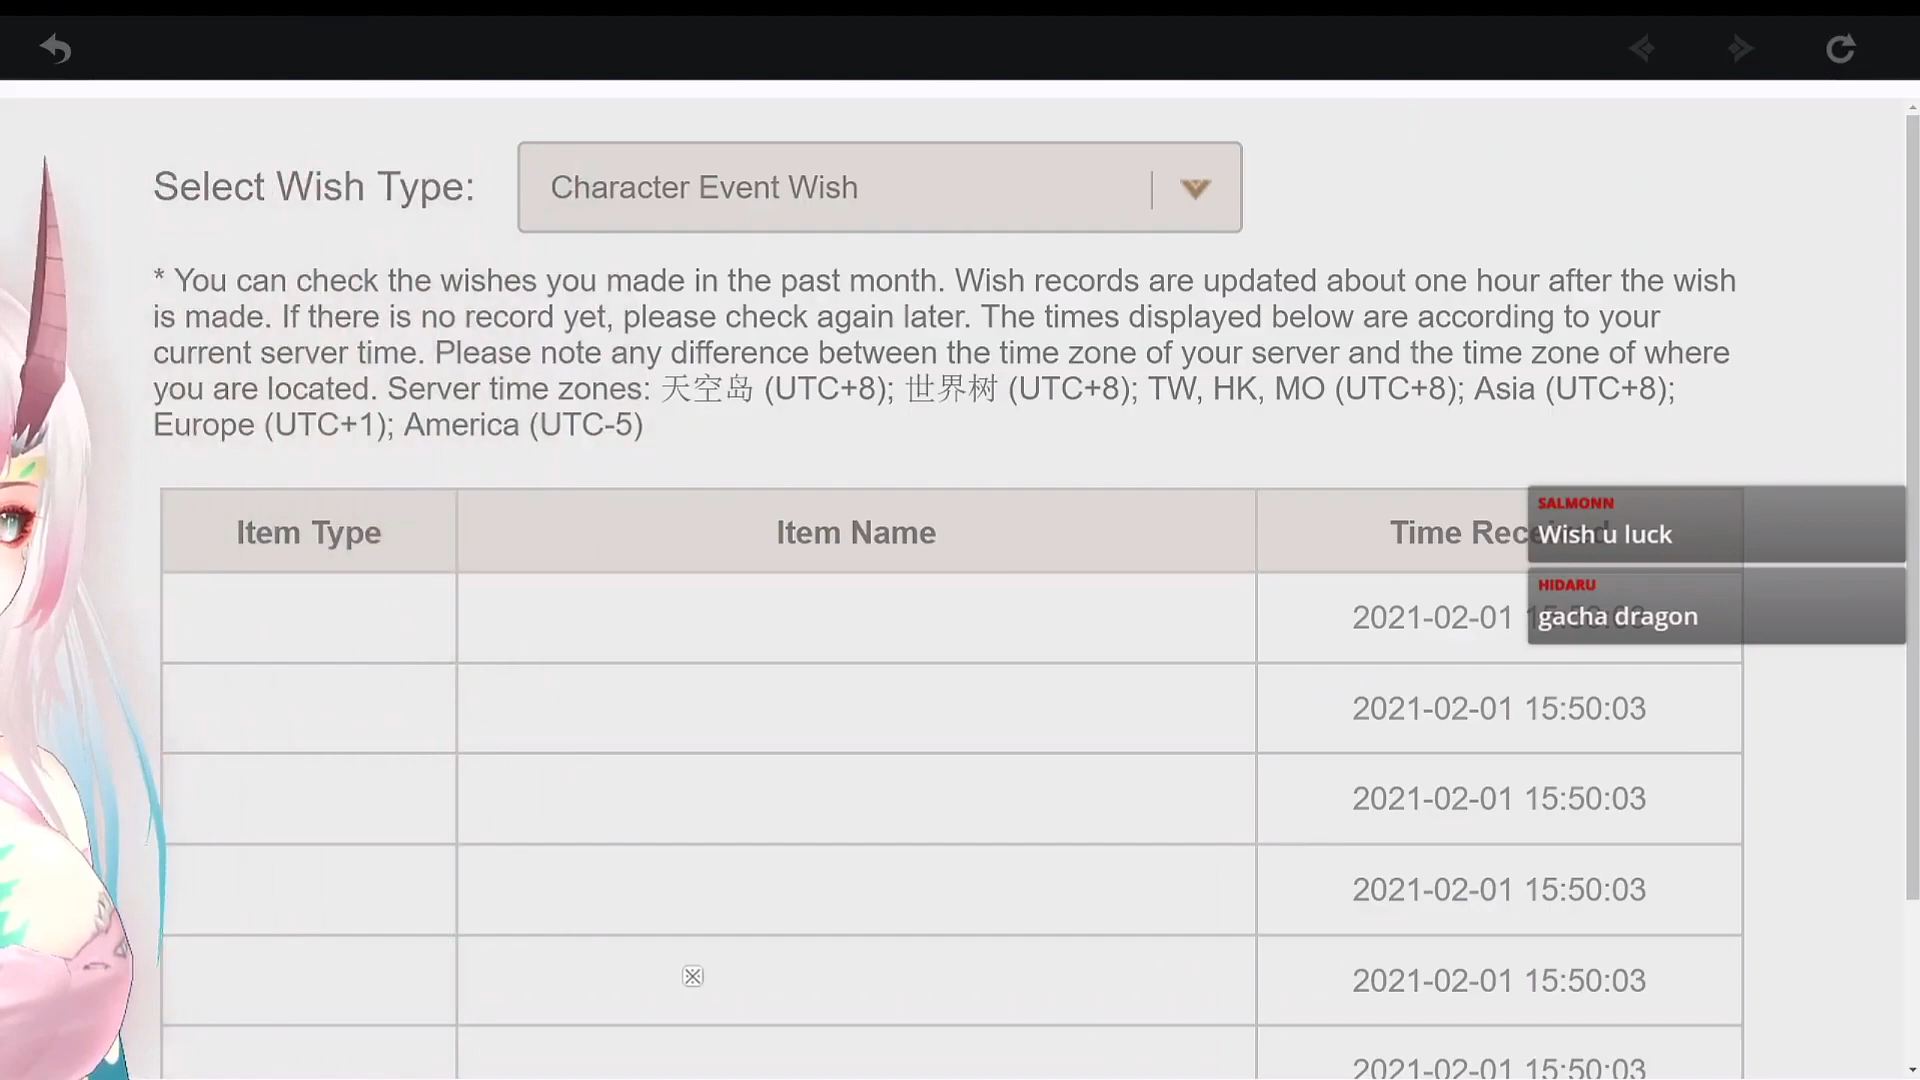 Select Wish Type:
Character Event Wish
* You can check the wishes you made in the past month. Wish records are updated about one hour after the wish
is made. If there is no record yet, please check again later. The times displayed below are according to your
current server time. Please note any difference between the time zone of your server and the time zone of where
you are located. Server time zones: 天空岛 (UTC+8); 世界树 (UTC+8); TW, HK, MO (UTC+8); Asia (UTC+8);
Europe (UTC+1); America (UTC-5)
Item Type
Item Name
Time
SALMONN
Wish u luck
HIDARU
gacha dragon
2021-02-01
2021-02-01 15:50:03
2021-02-01 15:50:03
2021-02-01 15:50:03
2021-02-01 15:50:03
2021-02-01 15:50:03